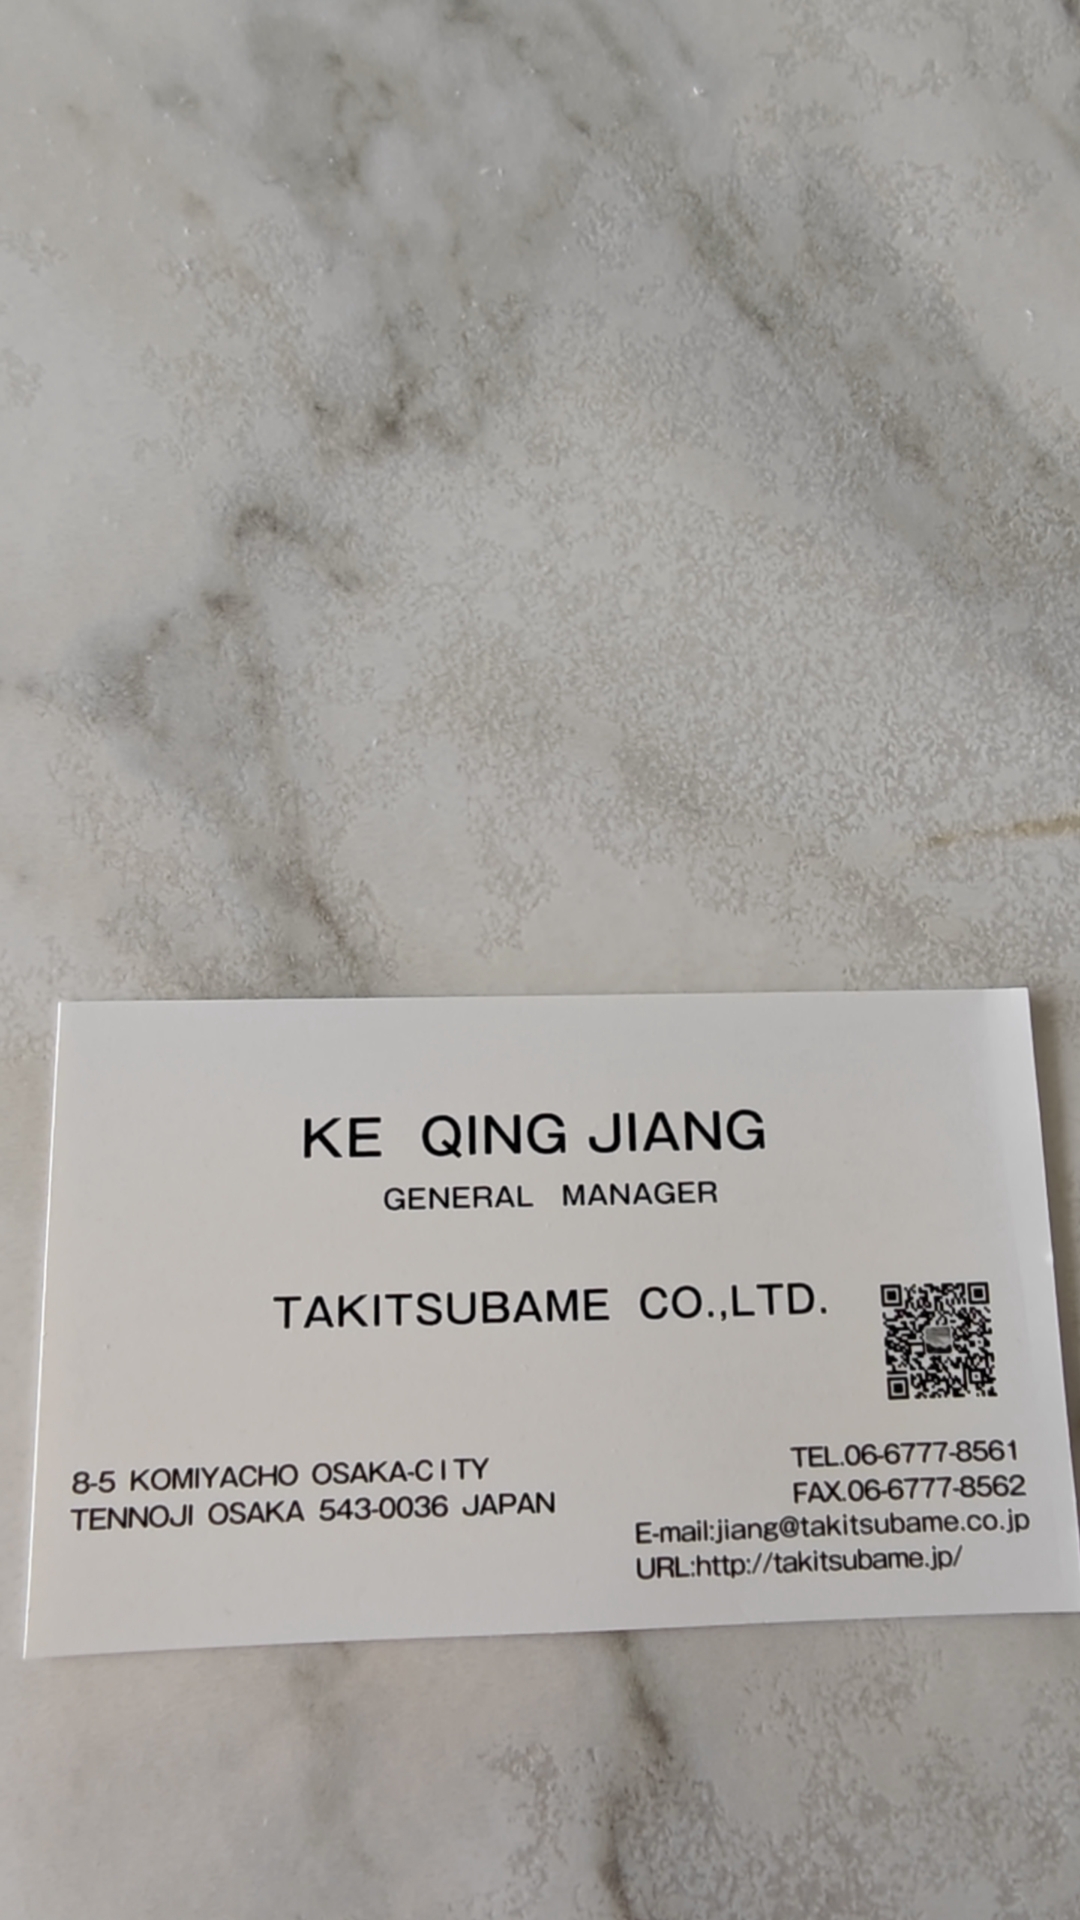 KE QING JIANG
GENERAL MANAGER
TAKITSUBAME CO.,LTD.
8-5 KOMIYACHO OSAKA-CITY
TENNOJI OSAKA 543-0036 JAPAN
TEL.06-6777-8561
FAX.06-6777-8562
E-mail:jiang@takitsubame.co.jp
URL:http://takitsubame.jp/